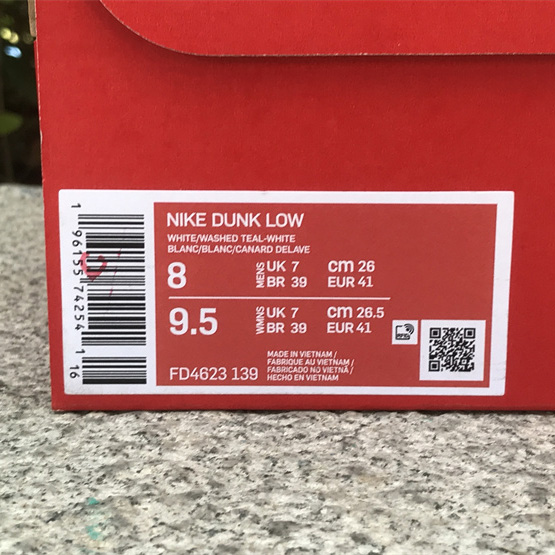 NIKE DUNK LOW
WHITE/WASHED TEAL-WHITE
BLANC/BLANC/CANARD DELAVE
8 MENS UK 7 cm 26
BR 39 EUR 41
9.5 WMNS UK 7 cm 26.5
BR 39 EUR 41
FD4623 139
MADE IN VIETNAM /
FABRIQUE AU VIETNAM /
FABRICADO NO VIETNÃ /
HECHO EN VIETNAM
1 96155 74254 1 16